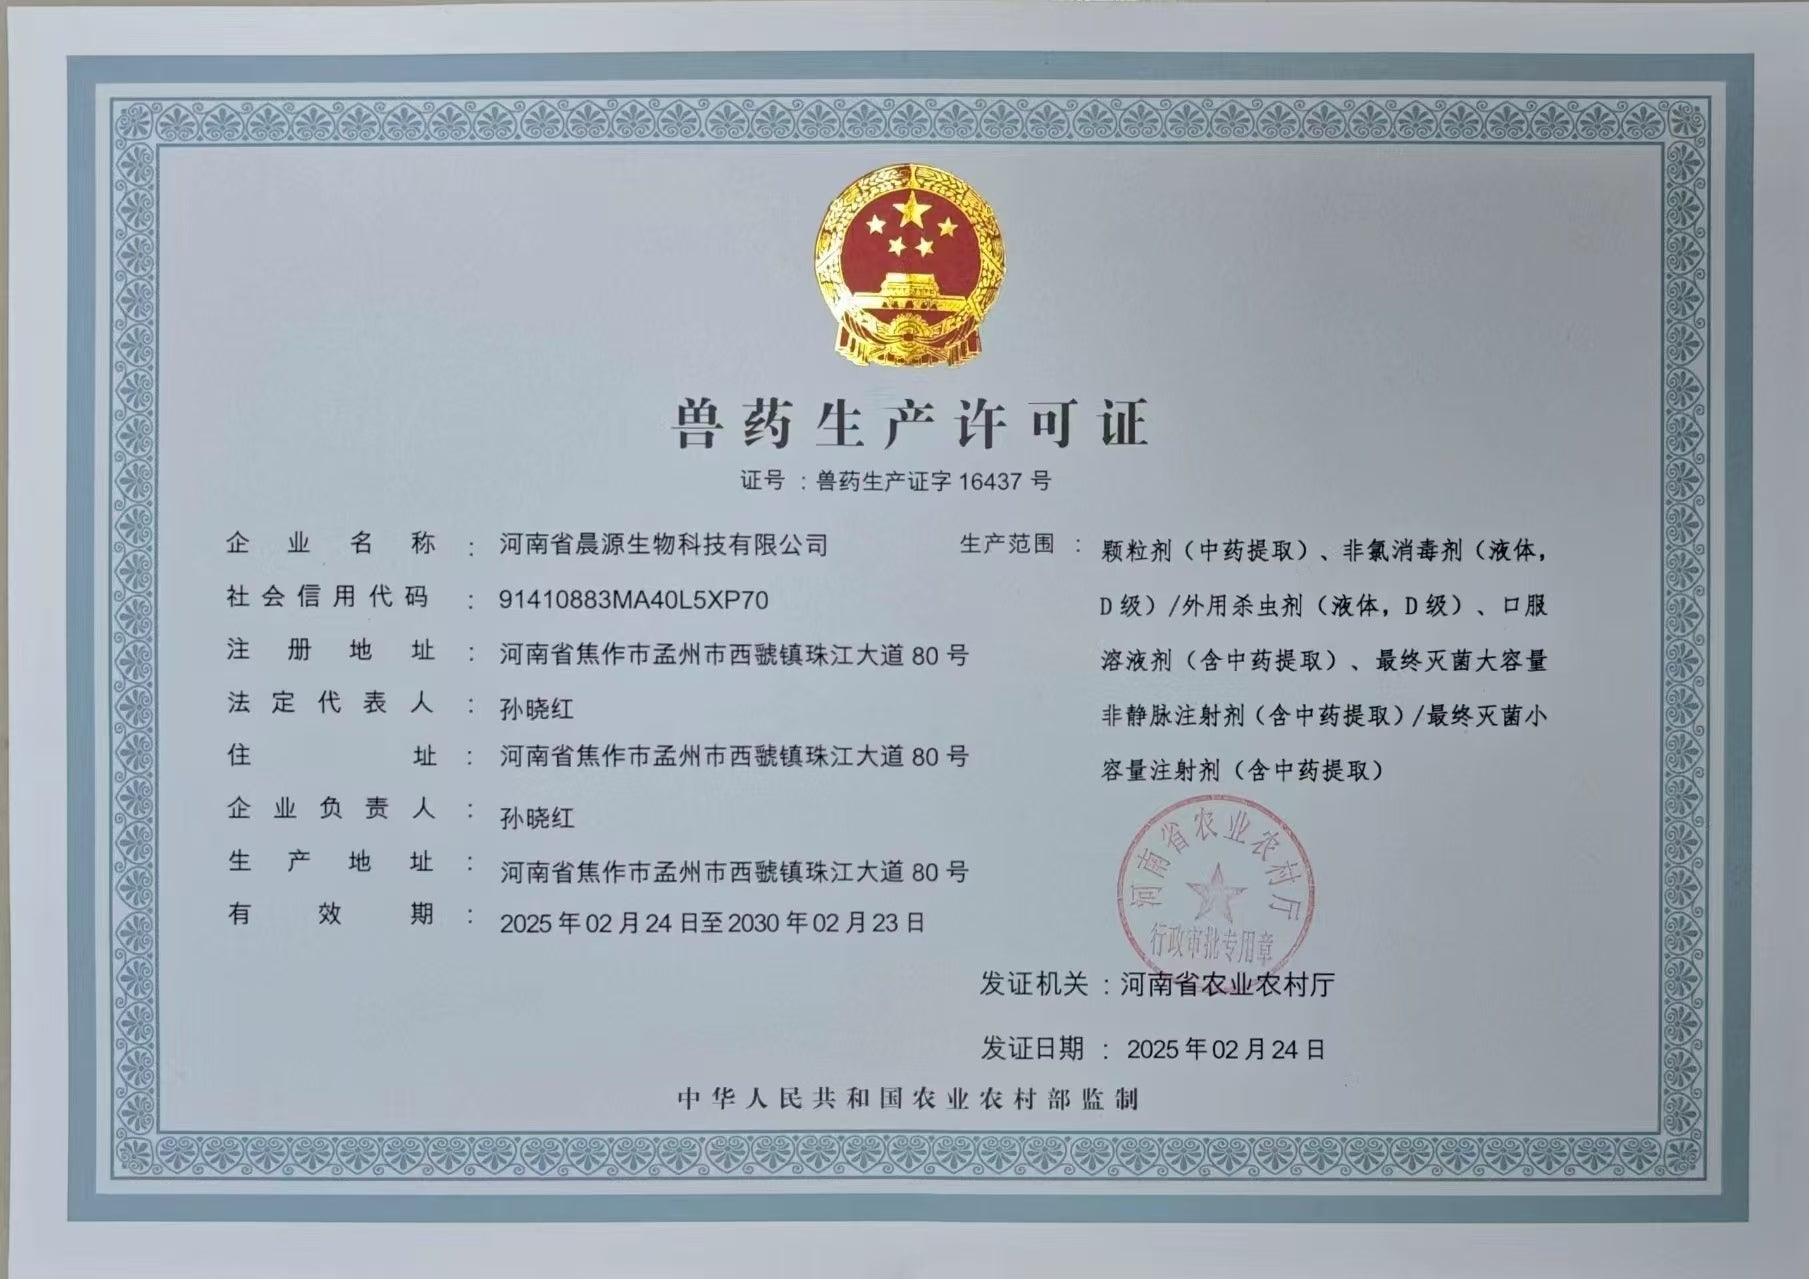 兽药生产许可证
证号：兽药生产证字 16437 号
企业名称：河南省晨源生物科技有限公司
社会信用代码：91410883MA40L5XP70
注册地址：河南省焦作市孟州市西虢镇珠江大道 80 号
法定代表人：孙晓红
住址：河南省焦作市孟州市西虢镇珠江大道 80 号
企业负责人：孙晓红
生产地址：河南省焦作市孟州市西虢镇珠江大道 80 号
有效期：2025 年 02 月 24 日至 2030 年 02 月 23 日
生产范围：颗粒剂（中药提取）、非氯消毒剂（液体，
D 级）/外用杀虫剂（液体，D 级）、口服
溶液剂（含中药提取）、最终灭菌大容量
非静脉注射剂（含中药提取）/最终灭菌小
容量注射剂（含中药提取）
河南省农业农村厅
行政审批专用章
发证机关：河南省农业农村厅
发证日期：2025 年 02 月 24 日
中华人民共和国农业农村部监制